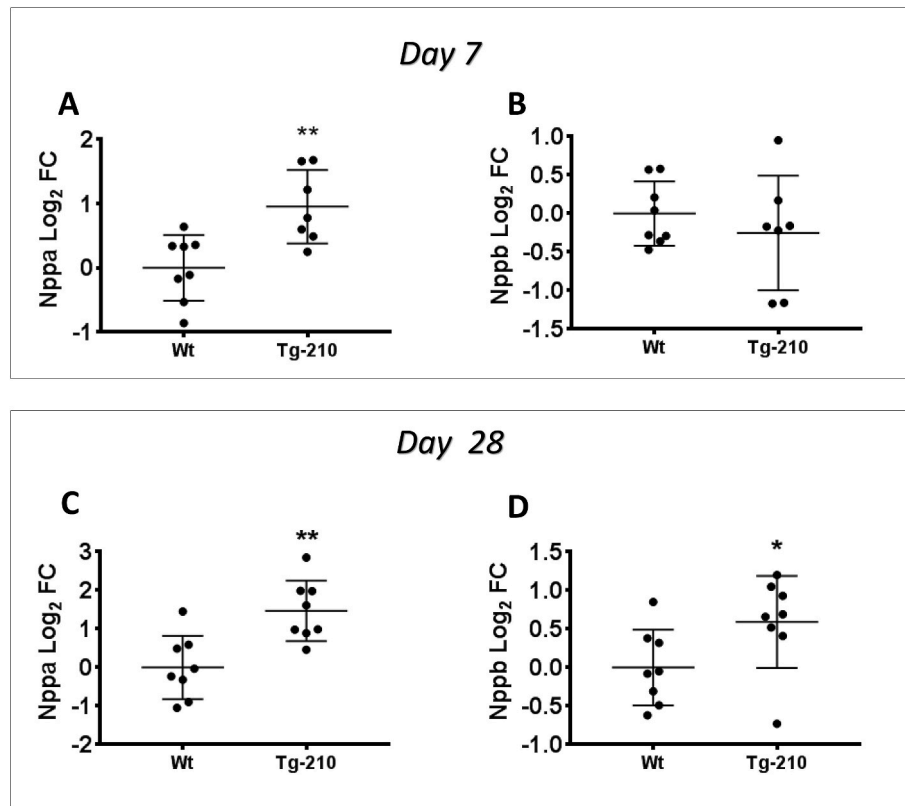 Day 7
A
B
Nppa Log₂ FC
2
1
0
-1
**
Wt
Tg-210
Nppb Log₂ FC
1.0
0.5
0.0
-0.5
-1.0
-1.5
Wt
Tg-210
Day 28
C
D
Nppa Log₂ FC
3
2
1
0
-1
-2
**
Wt
Tg-210
Nppb Log₂ FC
1.5
1.0
0.5
0.0
-0.5
-1.0
*
Wt
Tg-210